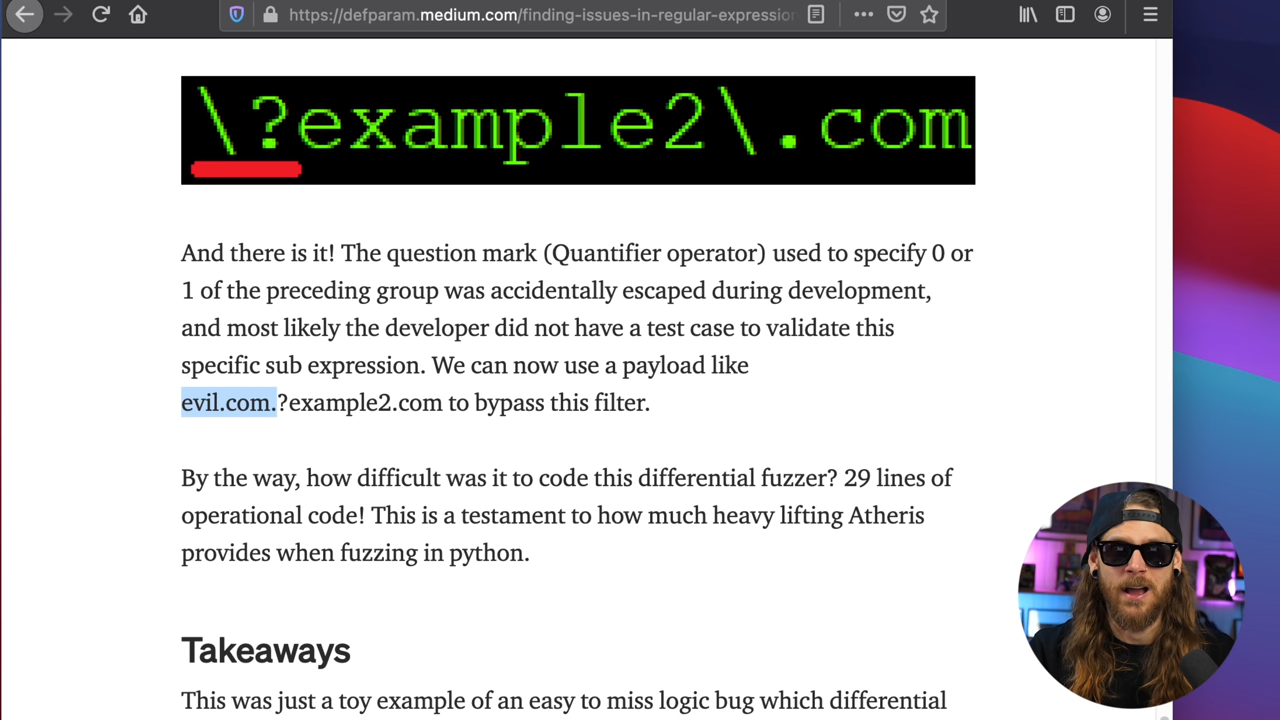 https://defparam.medium.com/finding-issues-in-regular-expressio
\?example2\.com
And there is it! The question mark (Quantifier operator) used to specify 0 or
1 of the preceding group was accidentally escaped during development,
and most likely the developer did not have a test case to validate this
specific sub expression. We can now use a payload like
evil.com.?example2.com to bypass this filter.
By the way, how difficult was it to code this differential fuzzer? 29 lines of
operational code! This is a testament to how much heavy lifting Atheris
provides when fuzzing in python.
Takeaways
This was just a toy example of an easy to miss logic bug which differential